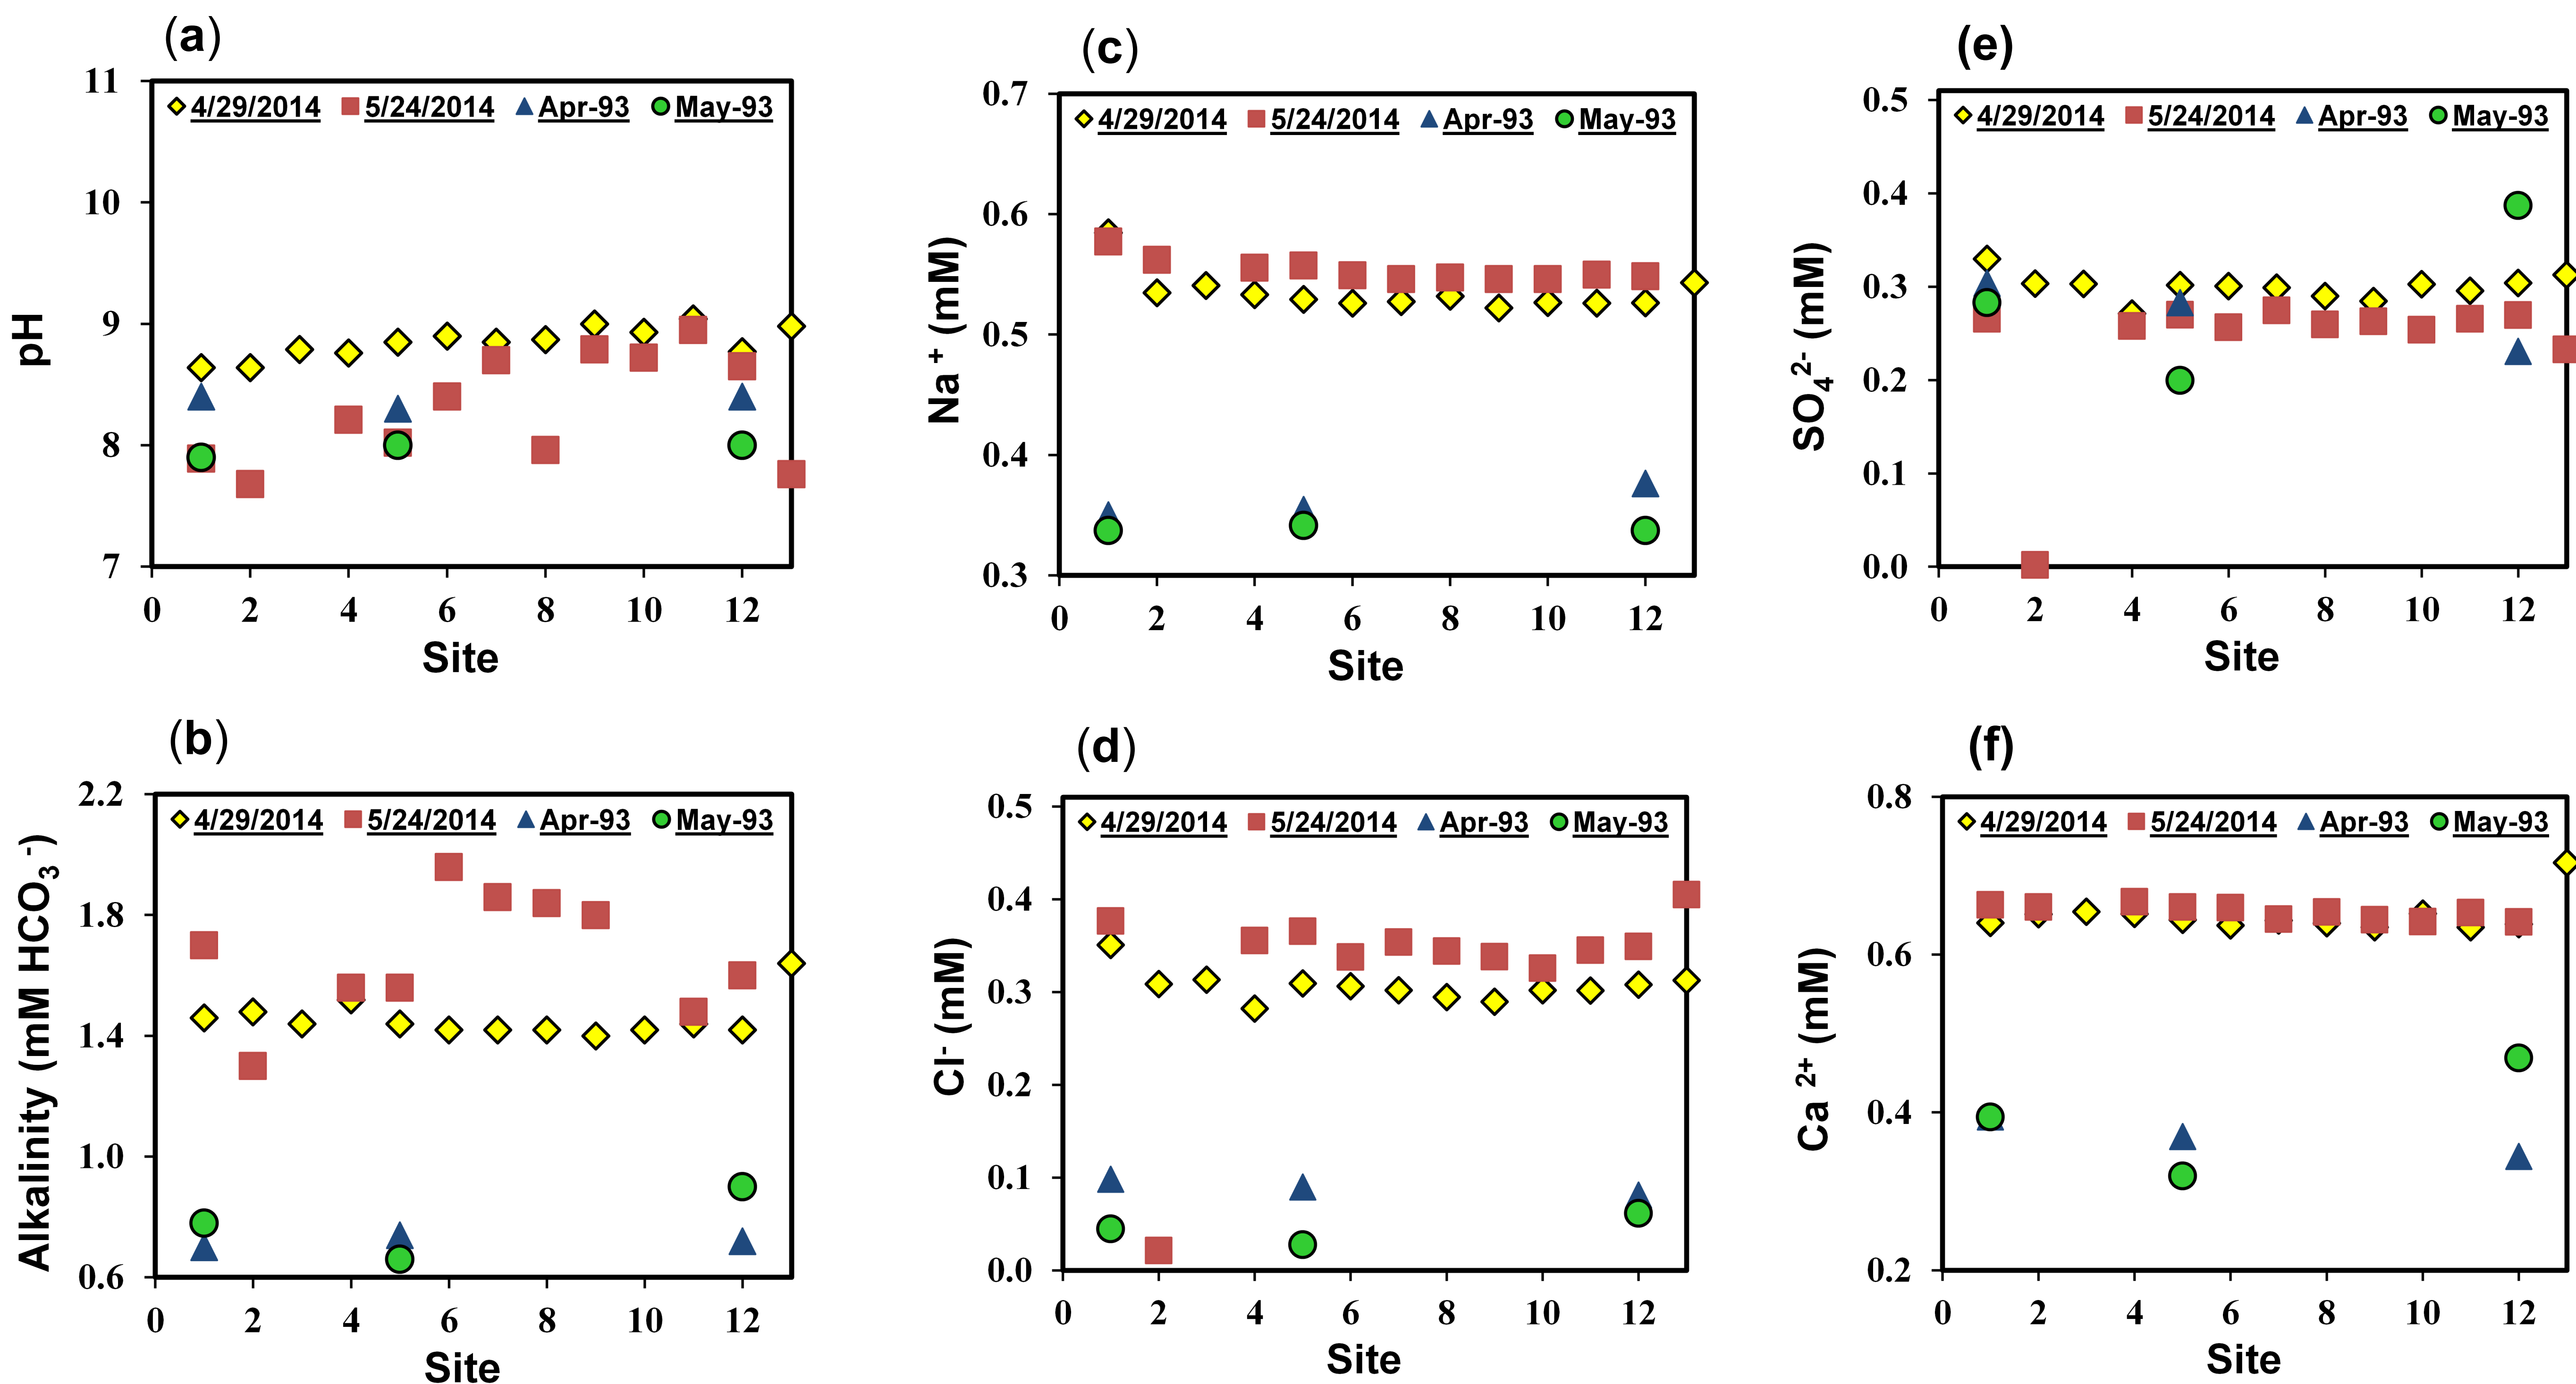 (a)
11
4/29/2014 5/24/2014 Apr-93 May-93
10
9
8
7
pH
0 2 4 6 8 10 12
Site
(c)
0.7
4/29/2014 5/24/2014 Apr-93 May-93
0.6
0.5
0.4
0.3
Na + (mM)
0 2 4 6 8 10 12
Site
(e)
0.5
4/29/2014 5/24/2014 Apr-93 May-93
0.4
0.3
0.2
0.1
0.0
SO₄²⁻ (mM)
0 2 4 6 8 10 12
Site
(b)
2.2
4/29/2014 5/24/2014 Apr-93 May-93
1.8
1.4
1.0
0.6
Alkalinity (mM HCO₃⁻)
0 2 4 6 8 10 12
Site
(d)
0.5
4/29/2014 5/24/2014 Apr-93 May-93
0.4
0.3
0.2
0.1
0.0
Cl⁻ (mM)
0 2 4 6 8 10 12
Site
(f)
0.8
4/29/2014 5/24/2014 Apr-93 May-93
0.6
0.4
0.2
Ca ²⁺ (mM)
0 2 4 6 8 10 12
Site